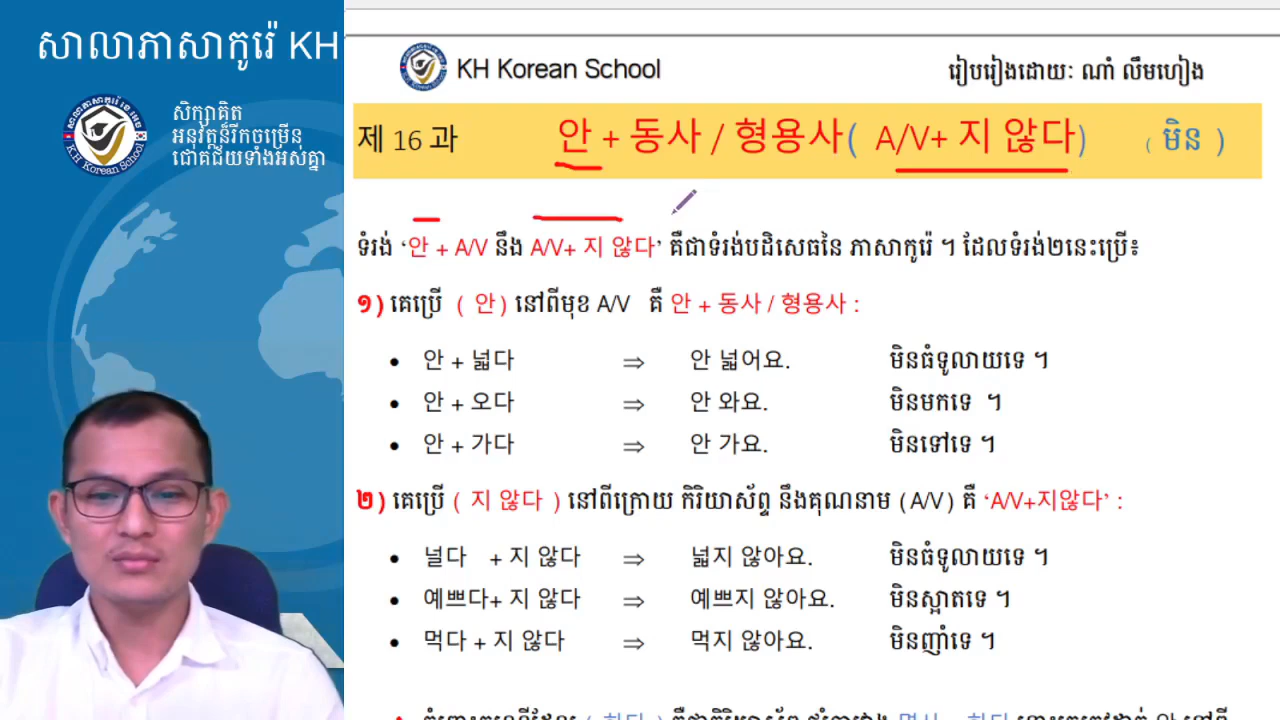 សាលាភាសាកូរ៉េ KH
សិក្សាគិត
អនុវត្តន៍រីកចម្រើន
ជោគជ័យទាំងអស់គ្នា
KH Korean School
រៀបរៀងដោយៈ ណាំ លឹមហៀង
제 16 과 안 + 동사 / 형용사( A/V+ 지 않다) ( មិន )
ទំរង់ ‘안 + A/V នឹង A/V+ 지 않다’ គឺជាទំរង់បដិសេធនៃ ភាសាកូរ៉េ ។ ដែលទំរង់២នេះប្រើ៖
១) គេប្រើ ( 안 ) នៅពីមុខ A/V គឺ 안 + 동사 / 형용사 :
• 안 + 넓다 ⇒ 안 넓어요. មិនធំទូលាយទេ ។
• 안 + 오다 ⇒ 안 와요. មិនមកទេ ។
• 안 + 가다 ⇒ 안 가요. មិនទៅទេ ។
២) គេប្រើ ( 지 않다 ) នៅពីក្រោយ កិរិយាស័ព្ទ នឹងគុណនាម (A/V) គឺ ‘A/V+지않다’ :
• 널다 + 지 않다 ⇒ 넓지 않아요. មិនធំទូលាយទេ ។
• 예쁘다+ 지 않다 ⇒ 예쁘지 않아요. មិនស្អាតទេ ។
• 먹다 + 지 않다 ⇒ 먹지 않아요. មិនញ៉ាំទេ ។